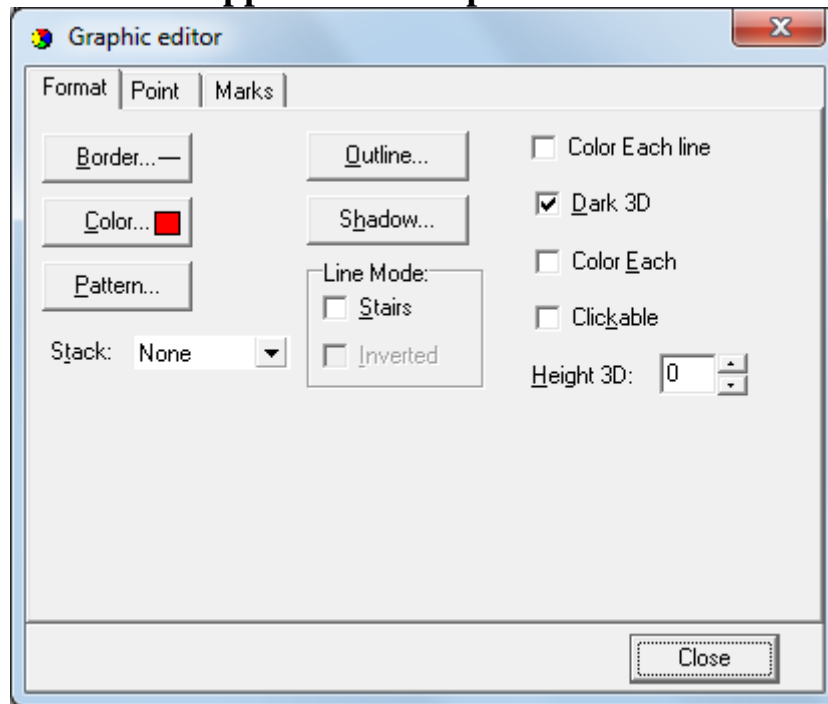 Graphic editor
Format Point Marks
Border...
Outline...
Color Each line
Color...
Shadow...
Dark 3D
Pattern...
Line Mode:
Color Each
Stairs
Clickable
Stack: None
Inverted
Height 3D: 0
Close